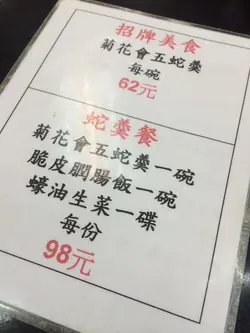 招牌美食
菊花會五蛇羹
每碗
62元
蛇羹餐
菊花會五蛇羹一碗
脆皮膶腸飯一碗
蠔油生菜一碟
每份
98元